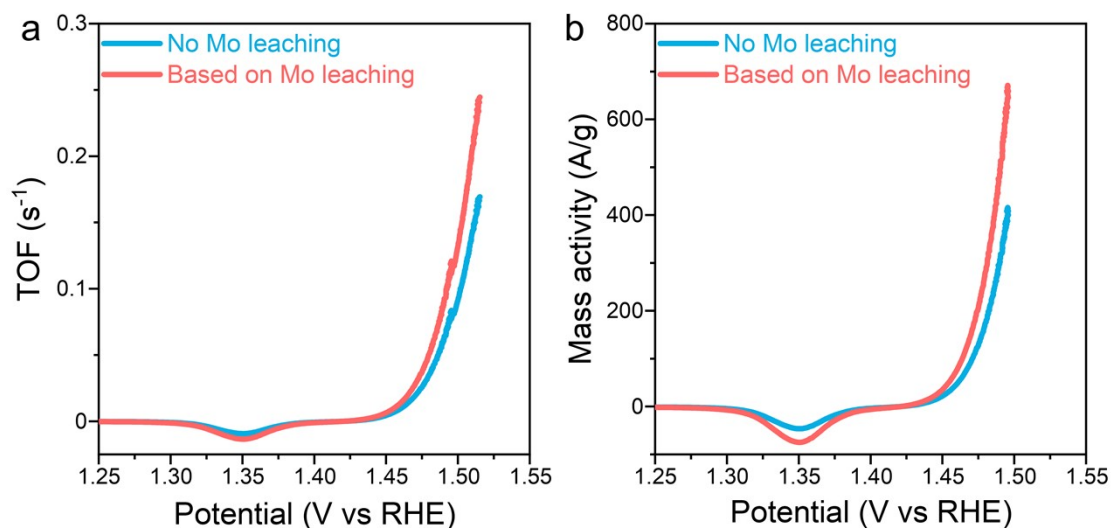 a
No Mo leaching
Based on Mo leaching
TOF (s⁻¹)
0.3
0.2
0.1
0
1.25 1.30 1.35 1.40 1.45 1.50 1.55
Potential (V vs RHE)
b
No Mo leaching
Based on Mo leaching
Mass activity (A/g)
800
600
400
200
0
1.25 1.30 1.35 1.40 1.45 1.50 1.55
Potential (V vs RHE)